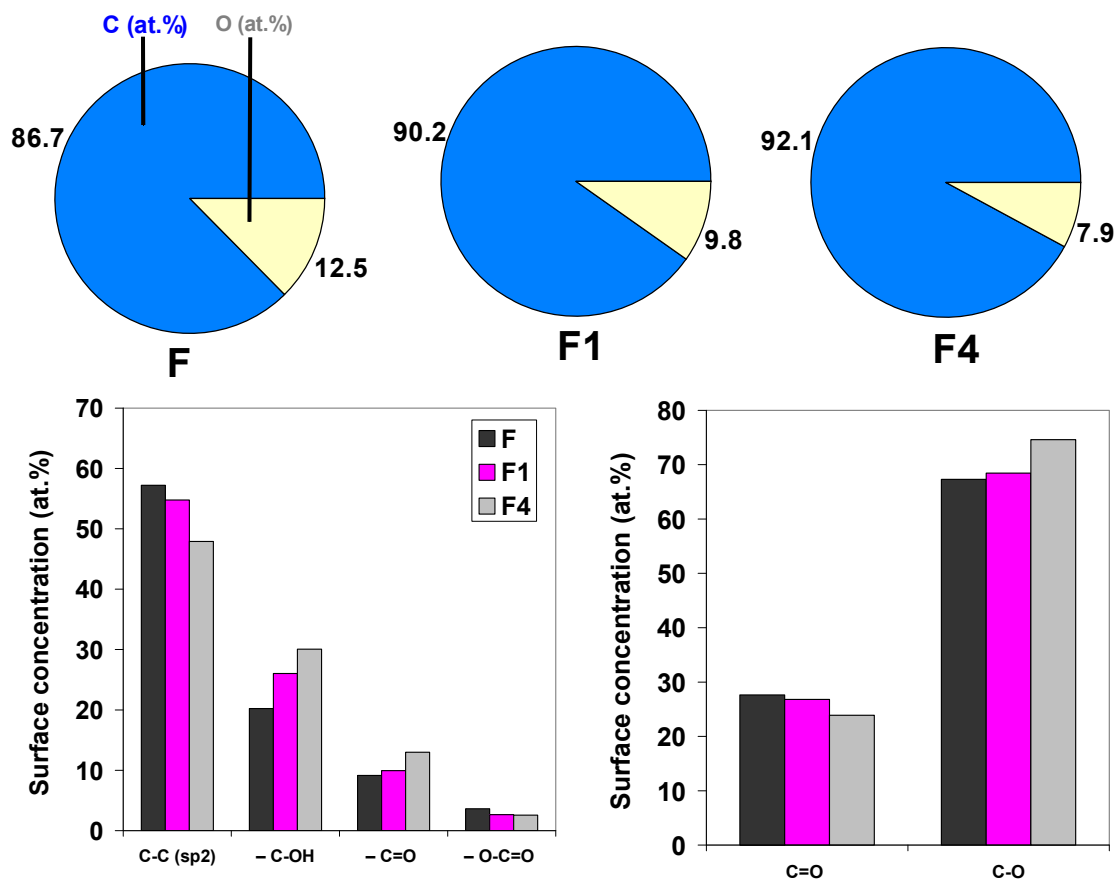 C (at.%) O (at.%)
86.7
12.5
F
90.2
9.8
F1
92.1
7.9
F4
Surface concentration (at.%)
70
60
50
40
30
20
10
0
F
F1
F4
C-C (sp2) – C-OH – C=O – O-C=O
Surface concentration (at.%)
80
70
60
50
40
30
20
10
0
C=O C-O